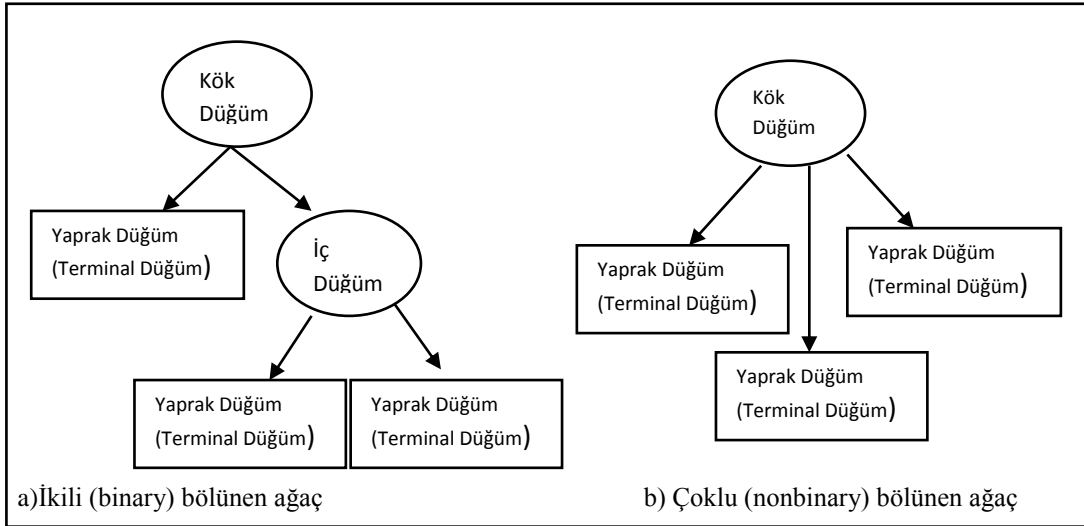 Kök
Düğüm
Yaprak Düğüm
(Terminal Düğüm)
İç
Düğüm
Yaprak Düğüm
(Terminal Düğüm)
Yaprak Düğüm
(Terminal Düğüm)
a)İkili (binary) bölünen ağaç
Kök
Düğüm
Yaprak Düğüm
(Terminal Düğüm)
Yaprak Düğüm
(Terminal Düğüm)
Yaprak Düğüm
(Terminal Düğüm)
b) Çoklu (nonbinary) bölünen ağaç